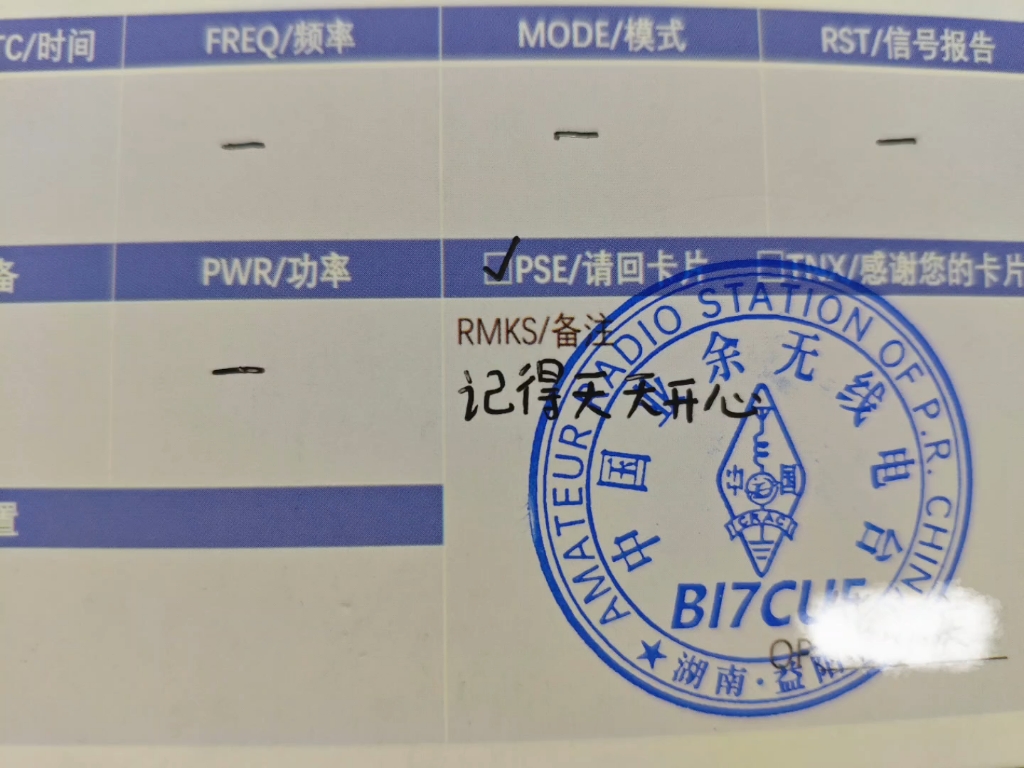 TC/时间 FREQ/频率 MODE/模式 RST/信号报告
— — —
备 PWR/功率 ☑PSE/请回卡片 ☐TNX/感谢您的卡片
—
RMKS/备注
记得天天开心
置
AMATEUR RADIO STATION OF P.R. CHINA
中国业余无线电台
中国
CRAC
BI7CU
OP
★湖南·益阳